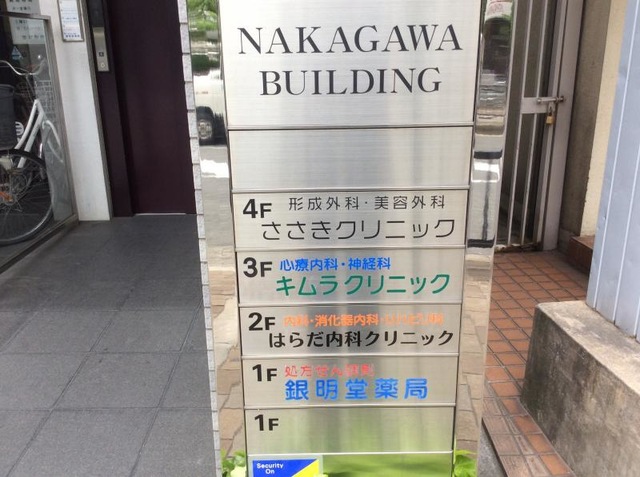 NAKAGAWA
BUILDING
4F 形成外科・美容外科
ささきクリニック
3F 心療内科・神経科
キムラクリニック
2F 内科・消化器内科・
はらだ内科クリニック
1F 処方せん調剤
銀明堂薬局
1F
Security
On